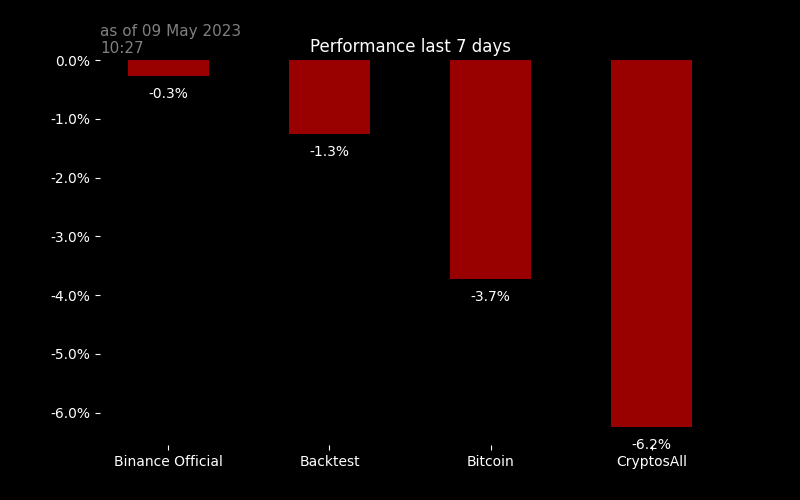 as of 09 May 2023
10:27
Performance last 7 days
0.0%
-0.3%
-1.0%
-1.3%
-2.0%
-3.0%
-3.7%
-4.0%
-5.0%
-6.0%
-6.2%
Binance Official
Backtest
Bitcoin
CryptosAll